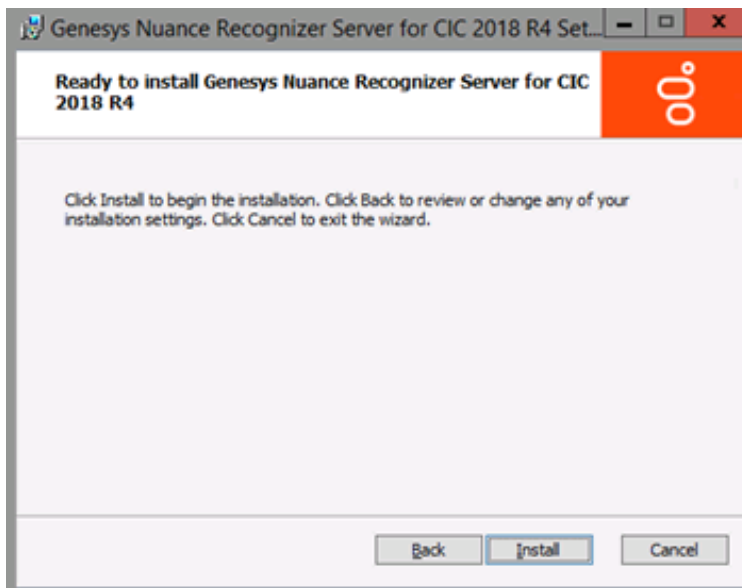 Genesys Nuance Recognizer Server for CIC 2018 R4 Set...
Ready to install Genesys Nuance Recognizer Server for CIC
2018 R4
Click Install to begin the installation. Click Back to review or change any of your
installation settings. Click Cancel to exit the wizard.
Back
Install
Cancel